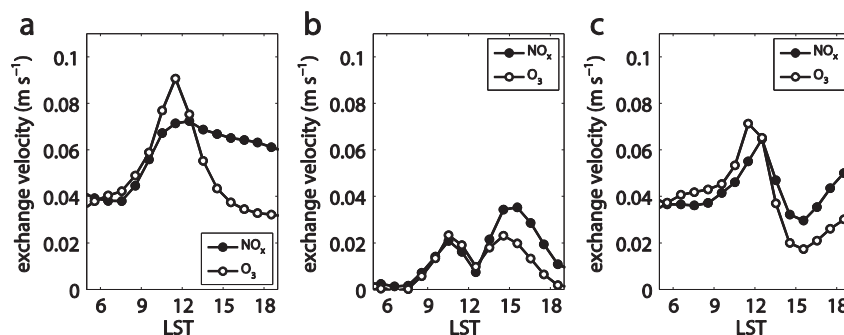 a
0.1
0.08
0.06
0.04
0.02
0
exchange velocity (m s⁻¹)
6 9 12 15 18
LST
NOₓ
O₃
b
0.1
0.08
0.06
0.04
0.02
0
exchange velocity (m s⁻¹)
6 9 12 15 18
LST
NOₓ
O₃
c
0.1
0.08
0.06
0.04
0.02
0
exchange velocity (m s⁻¹)
6 9 12 15 18
LST
NOₓ
O₃